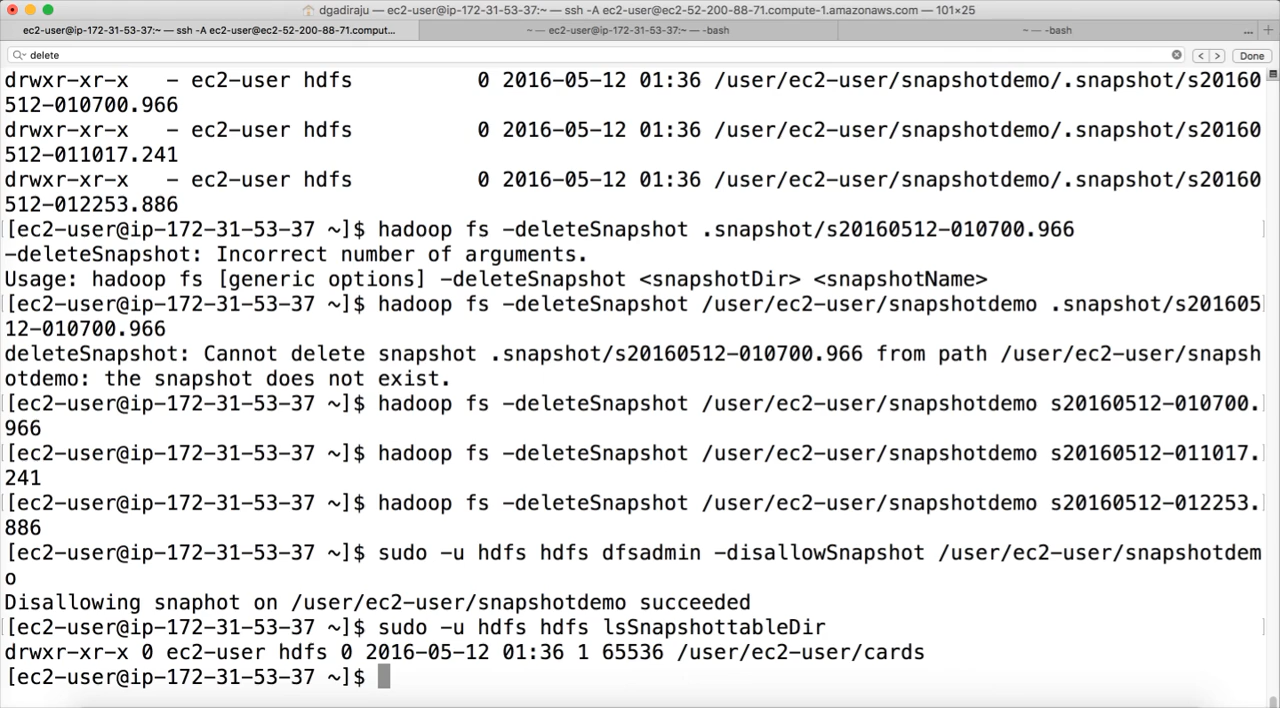 dgadiraju — ec2-user@ip-172-31-53-37:~ — ssh -A ec2-user@ec2-52-200-88-71.compute-1.amazonaws.com — 101×25
ec2-user@ip-172-31-53-37:~ — ssh -A ec2-user@ec2-52-200-88-71.comput... ~ — -bash ~ — -bash ... +
delete < > Done
drwxr-xr-x   - ec2-user hdfs          0 2016-05-12 01:36 /user/ec2-user/snapshotdemo/.snapshot/s20160
512-010700.966
drwxr-xr-x   - ec2-user hdfs          0 2016-05-12 01:36 /user/ec2-user/snapshotdemo/.snapshot/s20160
512-011017.241
drwxr-xr-x   - ec2-user hdfs          0 2016-05-12 01:36 /user/ec2-user/snapshotdemo/.snapshot/s20160
512-012253.886
[ec2-user@ip-172-31-53-37 ~]$ hadoop fs -deleteSnapshot .snapshot/s20160512-010700.966
-deleteSnapshot: Incorrect number of arguments.
Usage: hadoop fs [generic options] -deleteSnapshot <snapshotDir> <snapshotName>
[ec2-user@ip-172-31-53-37 ~]$ hadoop fs -deleteSnapshot /user/ec2-user/snapshotdemo .snapshot/s201605
12-010700.966
deleteSnapshot: Cannot delete snapshot .snapshot/s20160512-010700.966 from path /user/ec2-user/snapsh
otdemo: the snapshot does not exist.
[ec2-user@ip-172-31-53-37 ~]$ hadoop fs -deleteSnapshot /user/ec2-user/snapshotdemo s20160512-010700.
966
[ec2-user@ip-172-31-53-37 ~]$ hadoop fs -deleteSnapshot /user/ec2-user/snapshotdemo s20160512-011017.
241
[ec2-user@ip-172-31-53-37 ~]$ hadoop fs -deleteSnapshot /user/ec2-user/snapshotdemo s20160512-012253.
886
[ec2-user@ip-172-31-53-37 ~]$ sudo -u hdfs hdfs dfsadmin -disallowSnapshot /user/ec2-user/snapshotdem
o
Disallowing snaphot on /user/ec2-user/snapshotdemo succeeded
[ec2-user@ip-172-31-53-37 ~]$ sudo -u hdfs hdfs lsSnapshottableDir
drwxr-xr-x 0 ec2-user hdfs 0 2016-05-12 01:36 1 65536 /user/ec2-user/cards
[ec2-user@ip-172-31-53-37 ~]$